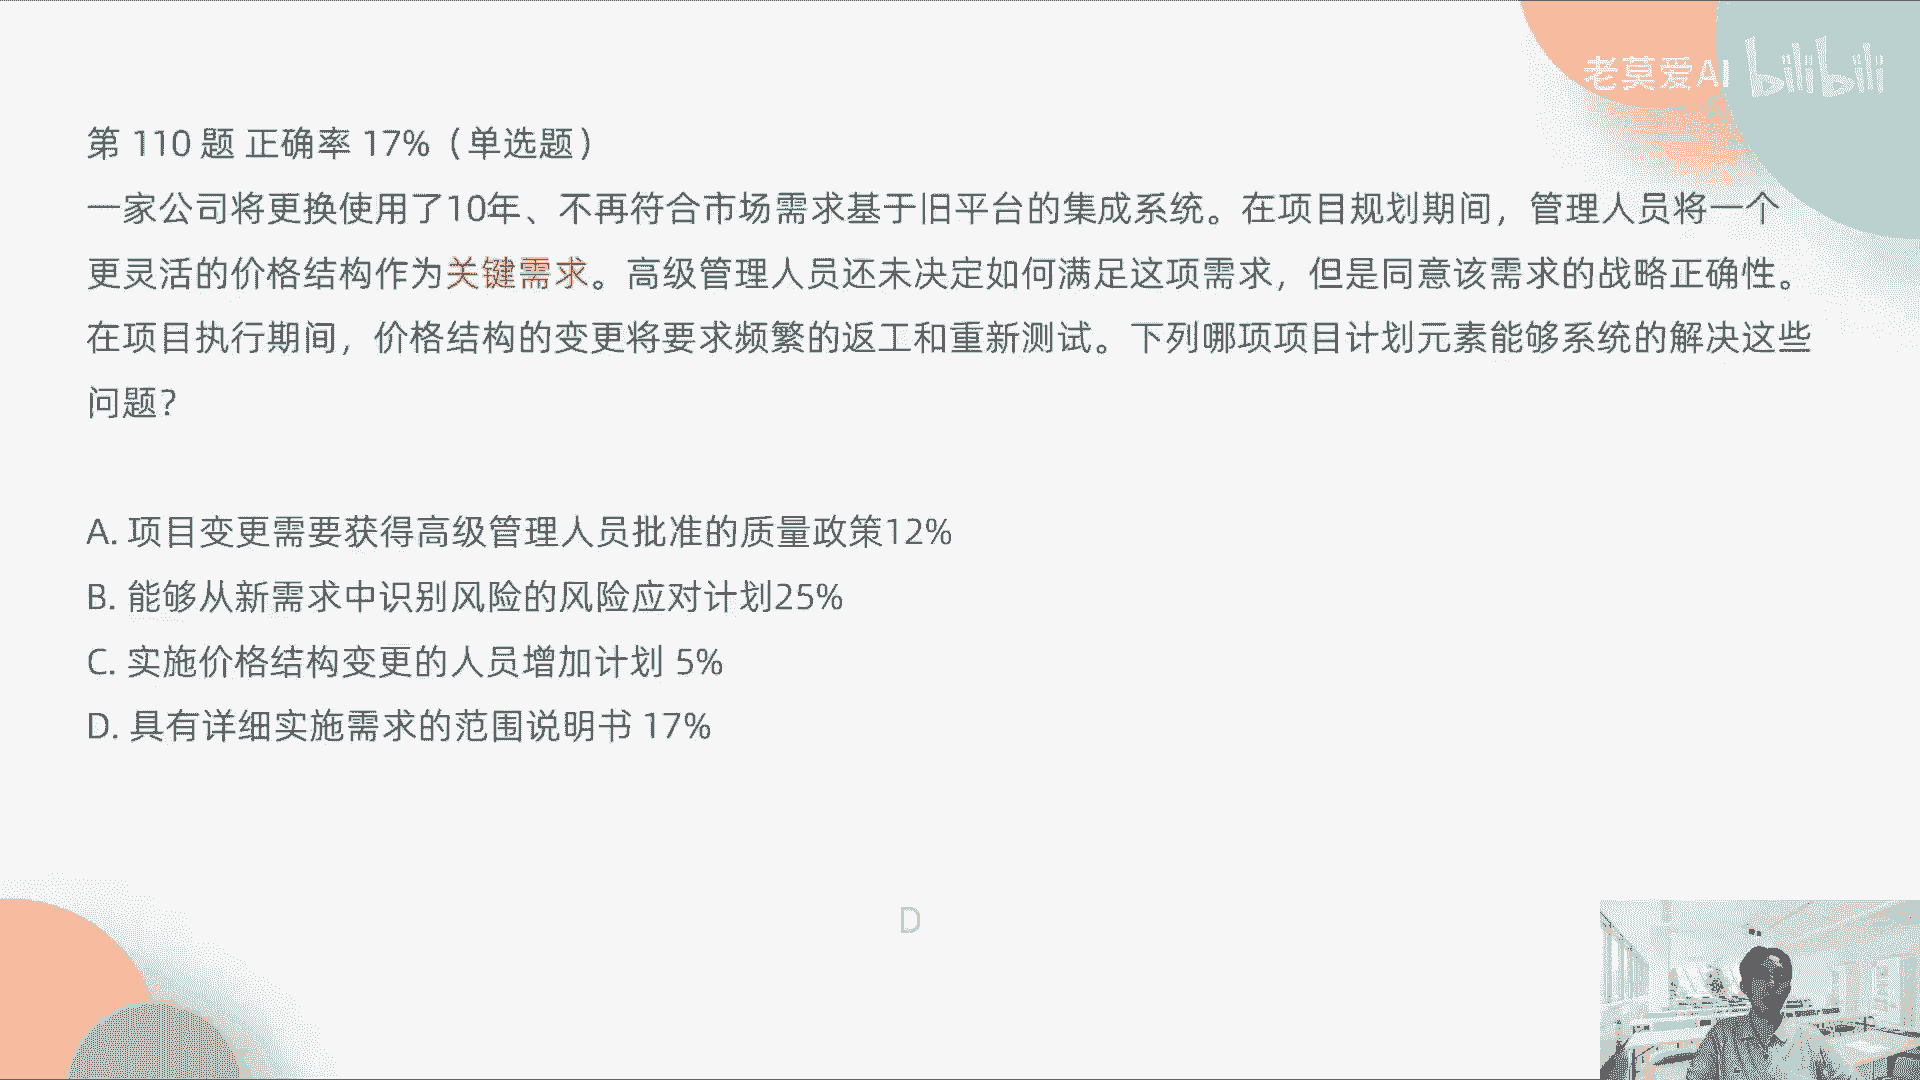 老莫爱AI bilibili
第 110 题 正确率 17%（单选题）
一家公司将更换使用了10年、不再符合市场需求基于旧平台的集成系统。在项目规划期间，管理人员将一个
更灵活的价格结构作为关键需求。高级管理人员还未决定如何满足这项需求，但是同意该需求的战略正确性。
在项目执行期间，价格结构的变更将要求频繁的返工和重新测试。下列哪项项目计划元素能够系统的解决这些
问题？
A. 项目变更需要获得高级管理人员批准的质量政策12%
B. 能够从新需求中识别风险的风险应对计划25%
C. 实施价格结构变更的人员增加计划 5%
D. 具有详细实施需求的范围说明书 17%
D